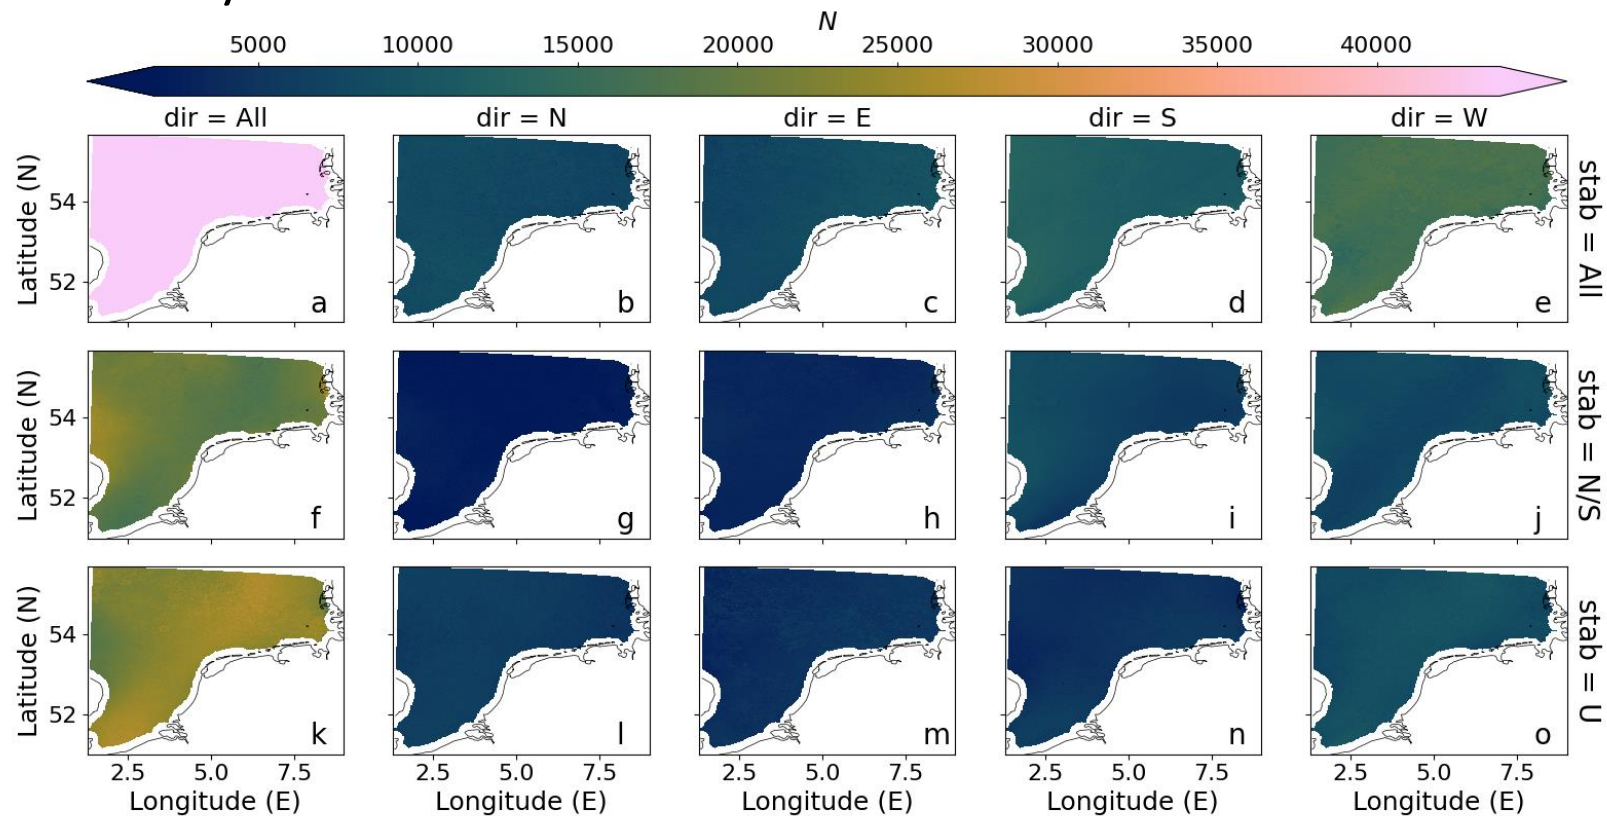 N
5000 10000 15000 20000 25000 30000 35000 40000
dir = All dir = N dir = E dir = S dir = W
Latitude (N) 54 52 a b c d e stab = All
Latitude (N) 54 52 f g h i j stab = N/S
Latitude (N) 54 52 k l m n o stab = U
2.5 5.0 7.5 2.5 5.0 7.5 2.5 5.0 7.5 2.5 5.0 7.5 2.5 5.0 7.5
Longitude (E) Longitude (E) Longitude (E) Longitude (E) Longitude (E)